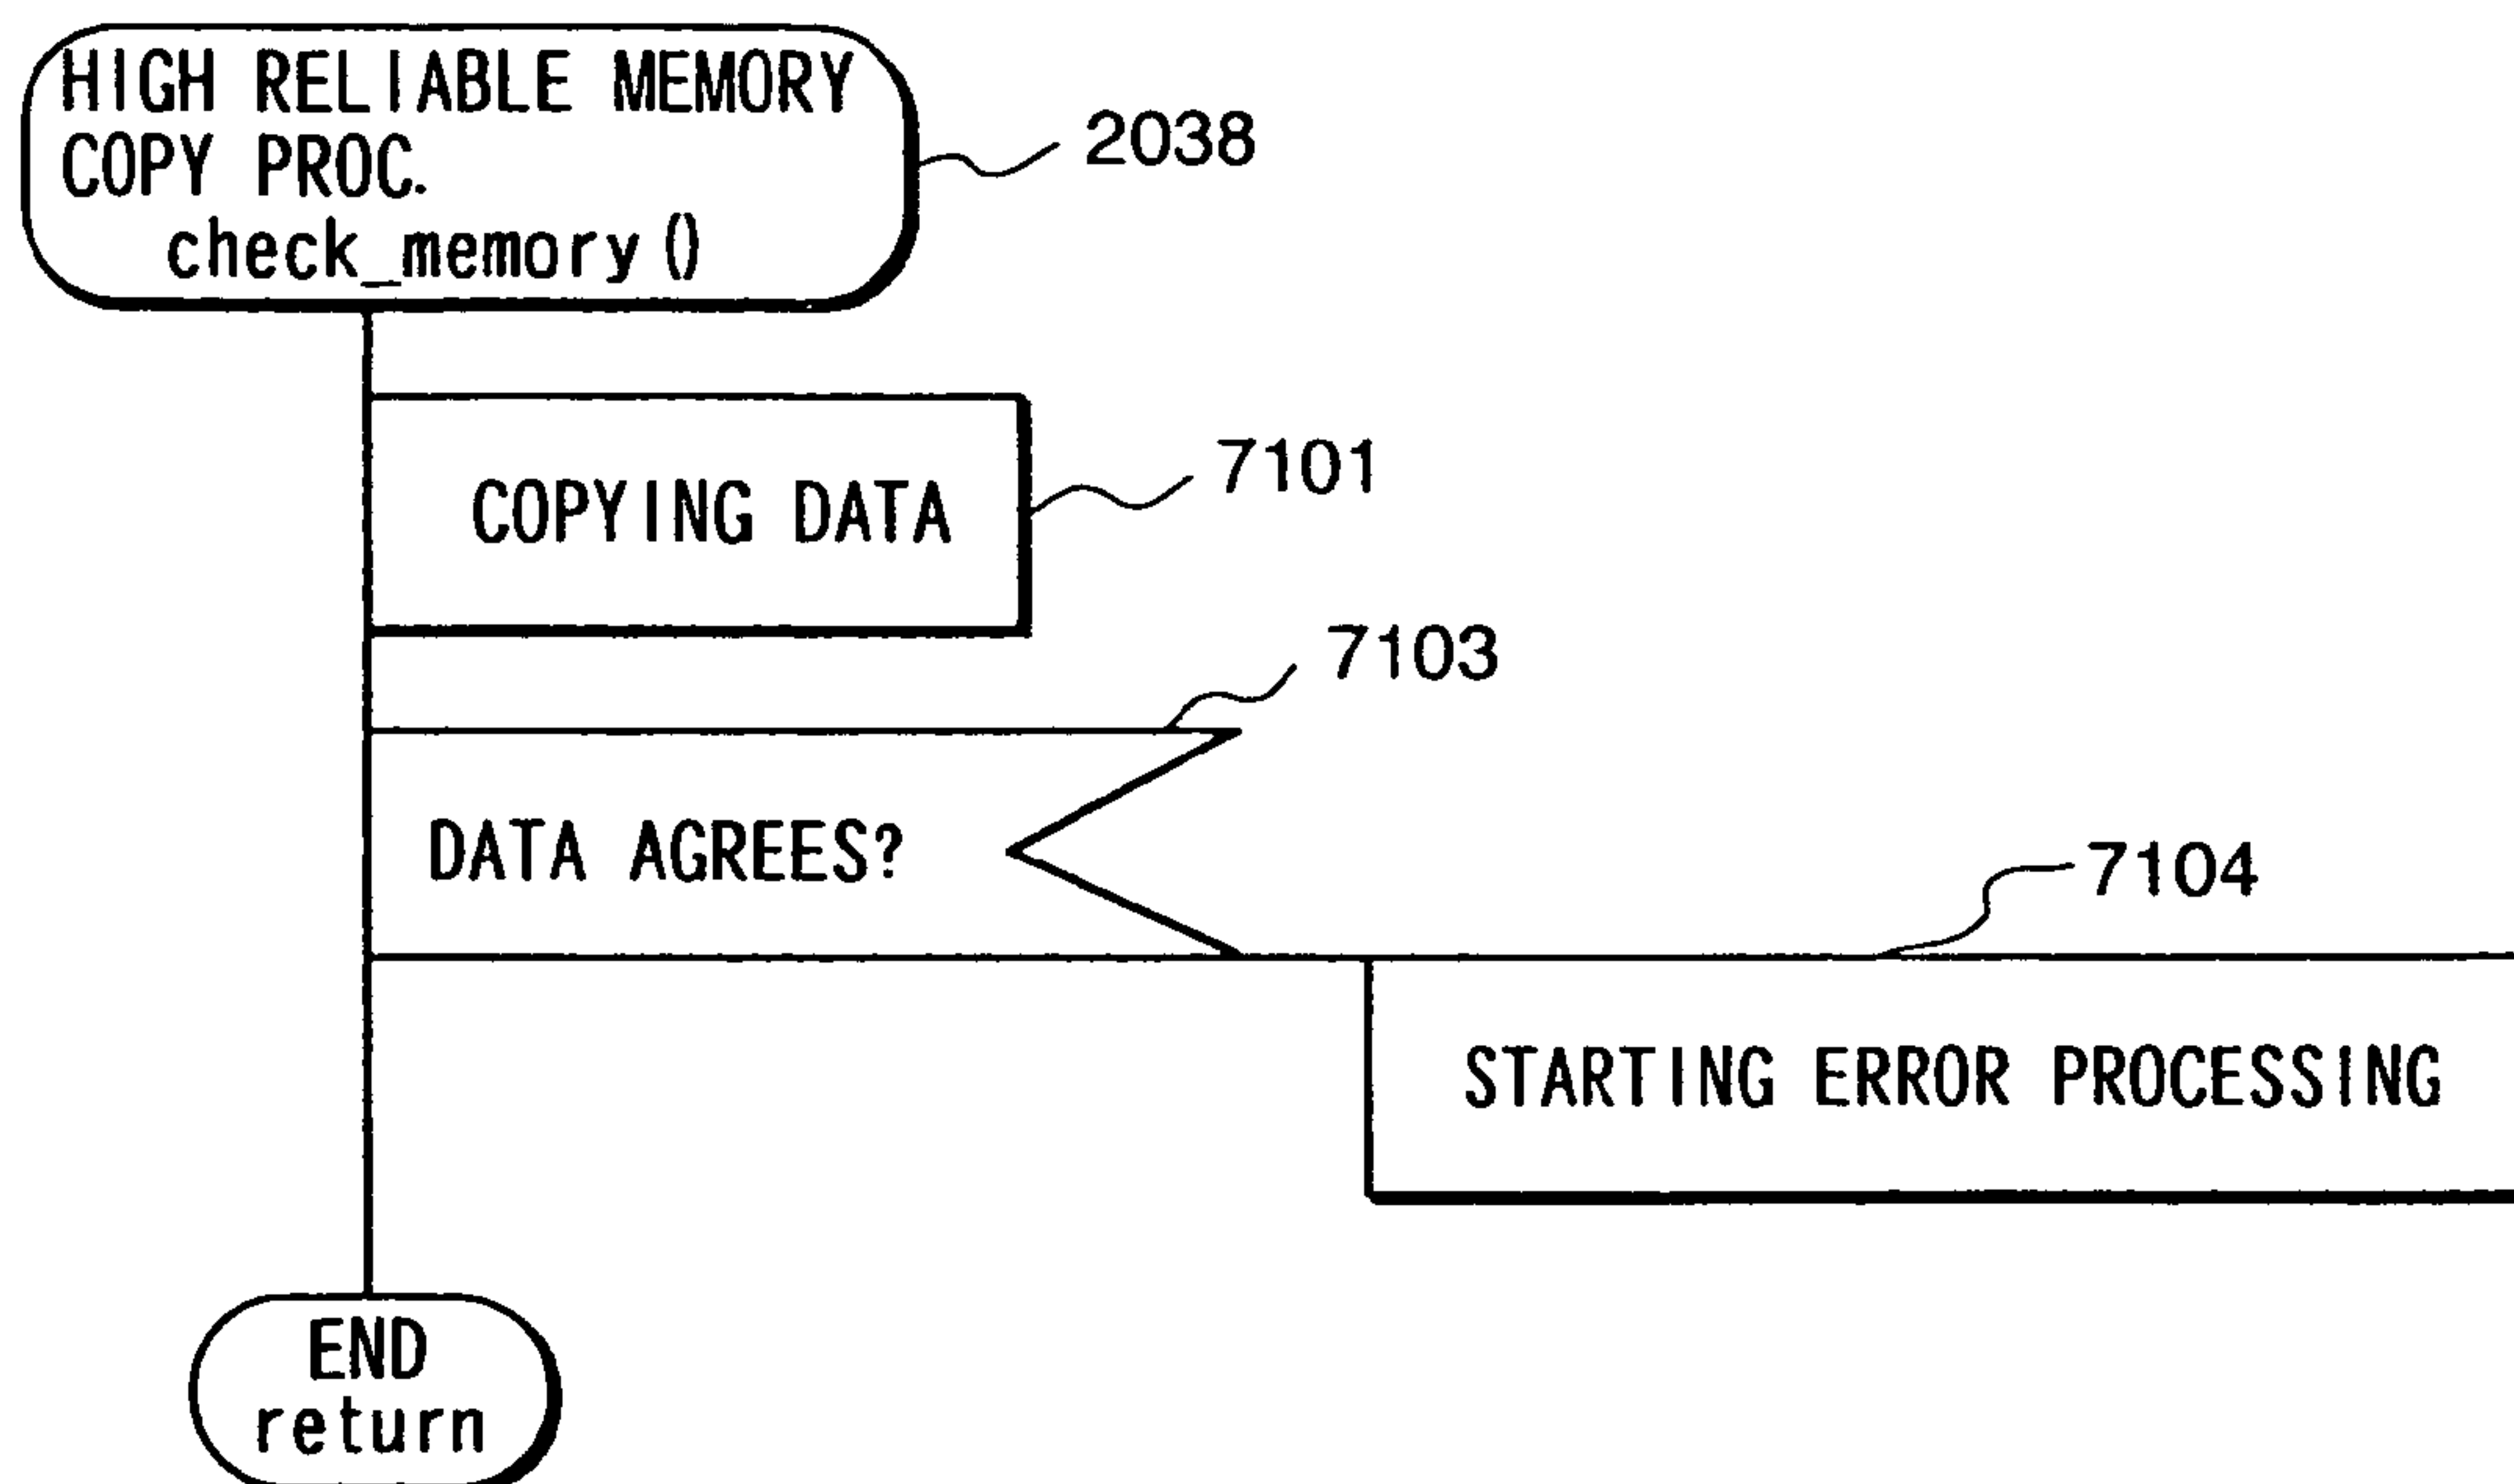 HIGH RELIABLE MEMORY
COPY PROC.
check_memory()
2038
COPYING DATA
7101
7103
DATA AGREES?
7104
STARTING ERROR PROCESSING
END
return